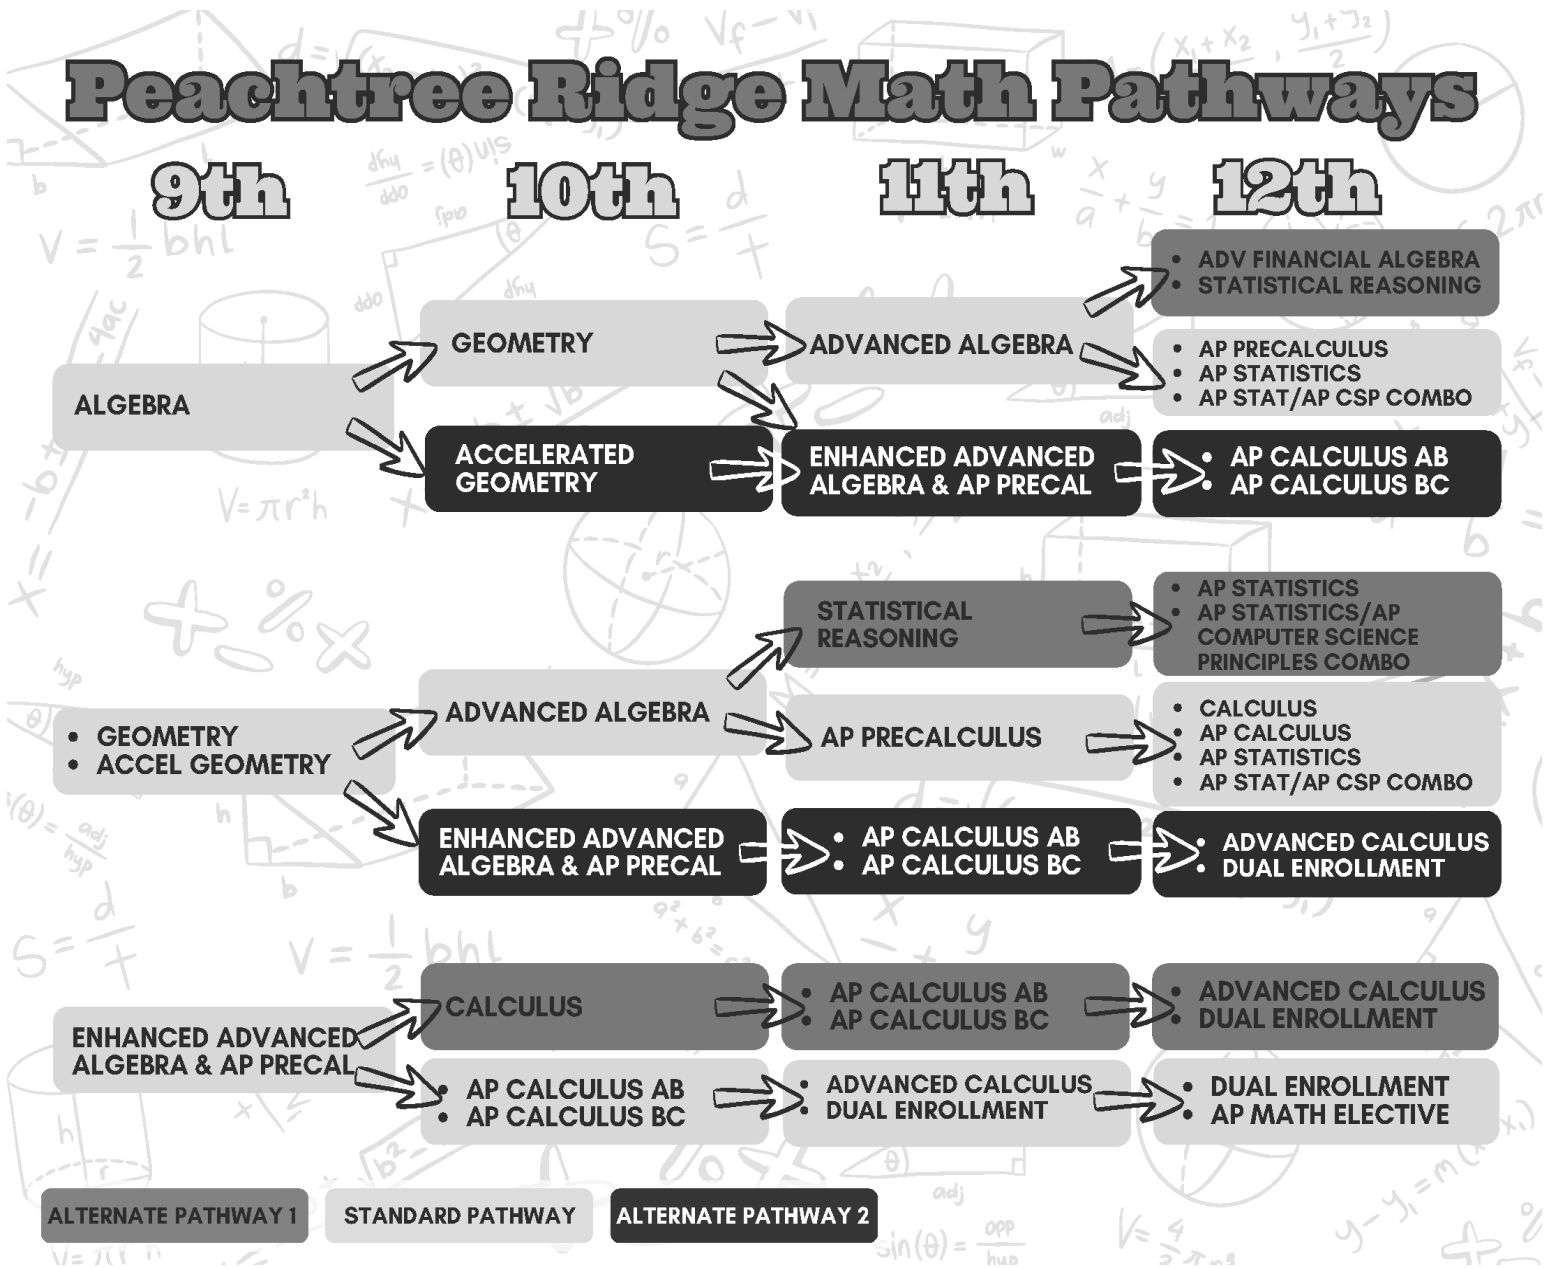 Peachtree Ridge Math Pathways
9th
10th
11th
12th
ALGEBRA
GEOMETRY
ACCELERATED
GEOMETRY
ADVANCED ALGEBRA
ENHANCED ADVANCED
ALGEBRA & AP PRECAL
• ADV FINANCIAL ALGEBRA
• STATISTICAL REASONING
• AP PRECALCULUS
• AP STATISTICS
• AP STAT/AP CSP COMBO
• AP CALCULUS AB
• AP CALCULUS BC
• GEOMETRY
• ACCEL GEOMETRY
ADVANCED ALGEBRA
ENHANCED ADVANCED
ALGEBRA & AP PRECAL
STATISTICAL
REASONING
AP PRECALCULUS
• AP CALCULUS AB
• AP CALCULUS BC
• AP STATISTICS
• AP STATISTICS/AP
COMPUTER SCIENCE
PRINCIPLES COMBO
• CALCULUS
• AP CALCULUS
• AP STATISTICS
• AP STAT/AP CSP COMBO
• ADVANCED CALCULUS
• DUAL ENROLLMENT
ENHANCED ADVANCED
ALGEBRA & AP PRECAL
CALCULUS
• AP CALCULUS AB
• AP CALCULUS BC
• AP CALCULUS AB
• AP CALCULUS BC
• ADVANCED CALCULUS
• DUAL ENROLLMENT
• ADVANCED CALCULUS
• DUAL ENROLLMENT
• DUAL ENROLLMENT
• AP MATH ELECTIVE
ALTERNATE PATHWAY 1
STANDARD PATHWAY
ALTERNATE PATHWAY 2